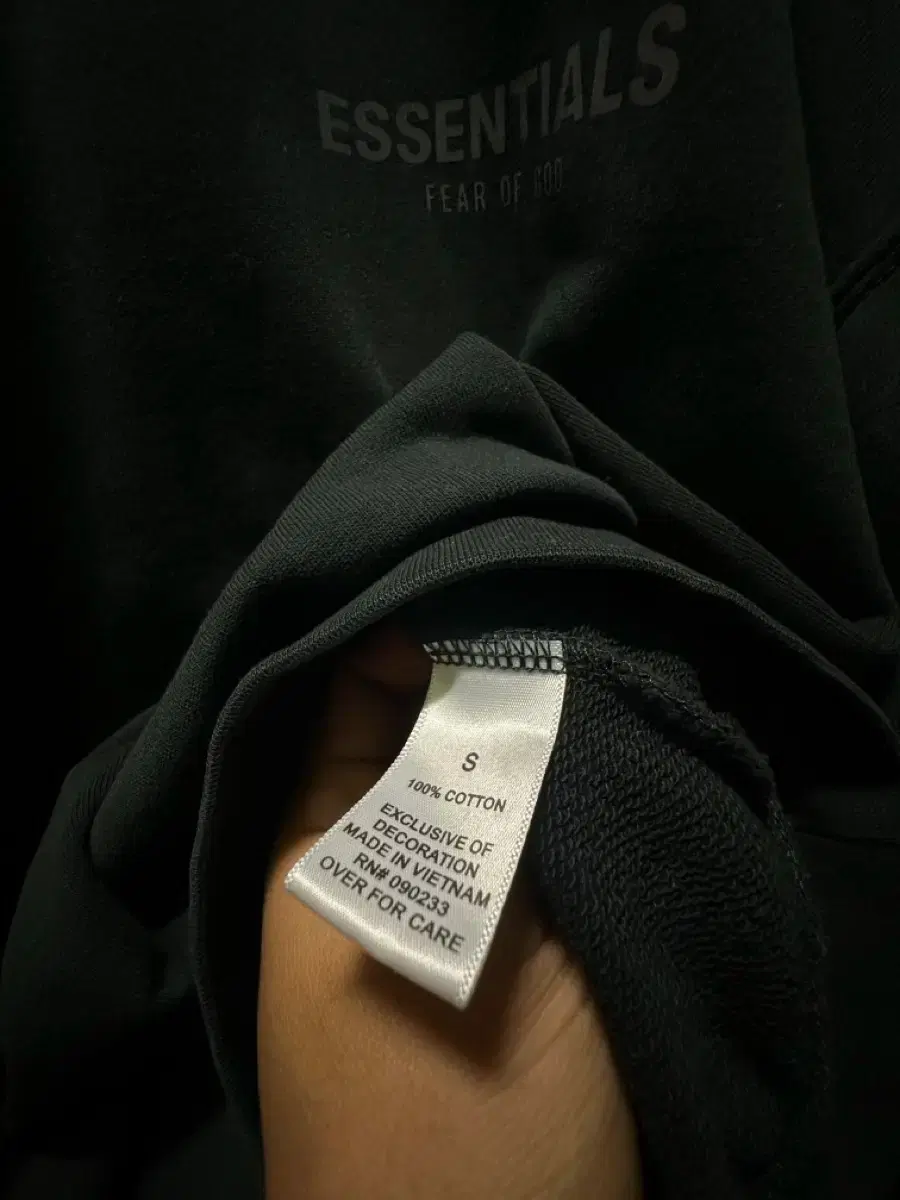 ESSENTIALS
FEAR OF GOD
S
100% COTTON
EXCLUSIVE OF
DECORATION
MADE IN VIETNAM
RN# 090233
OVER FOR CARE